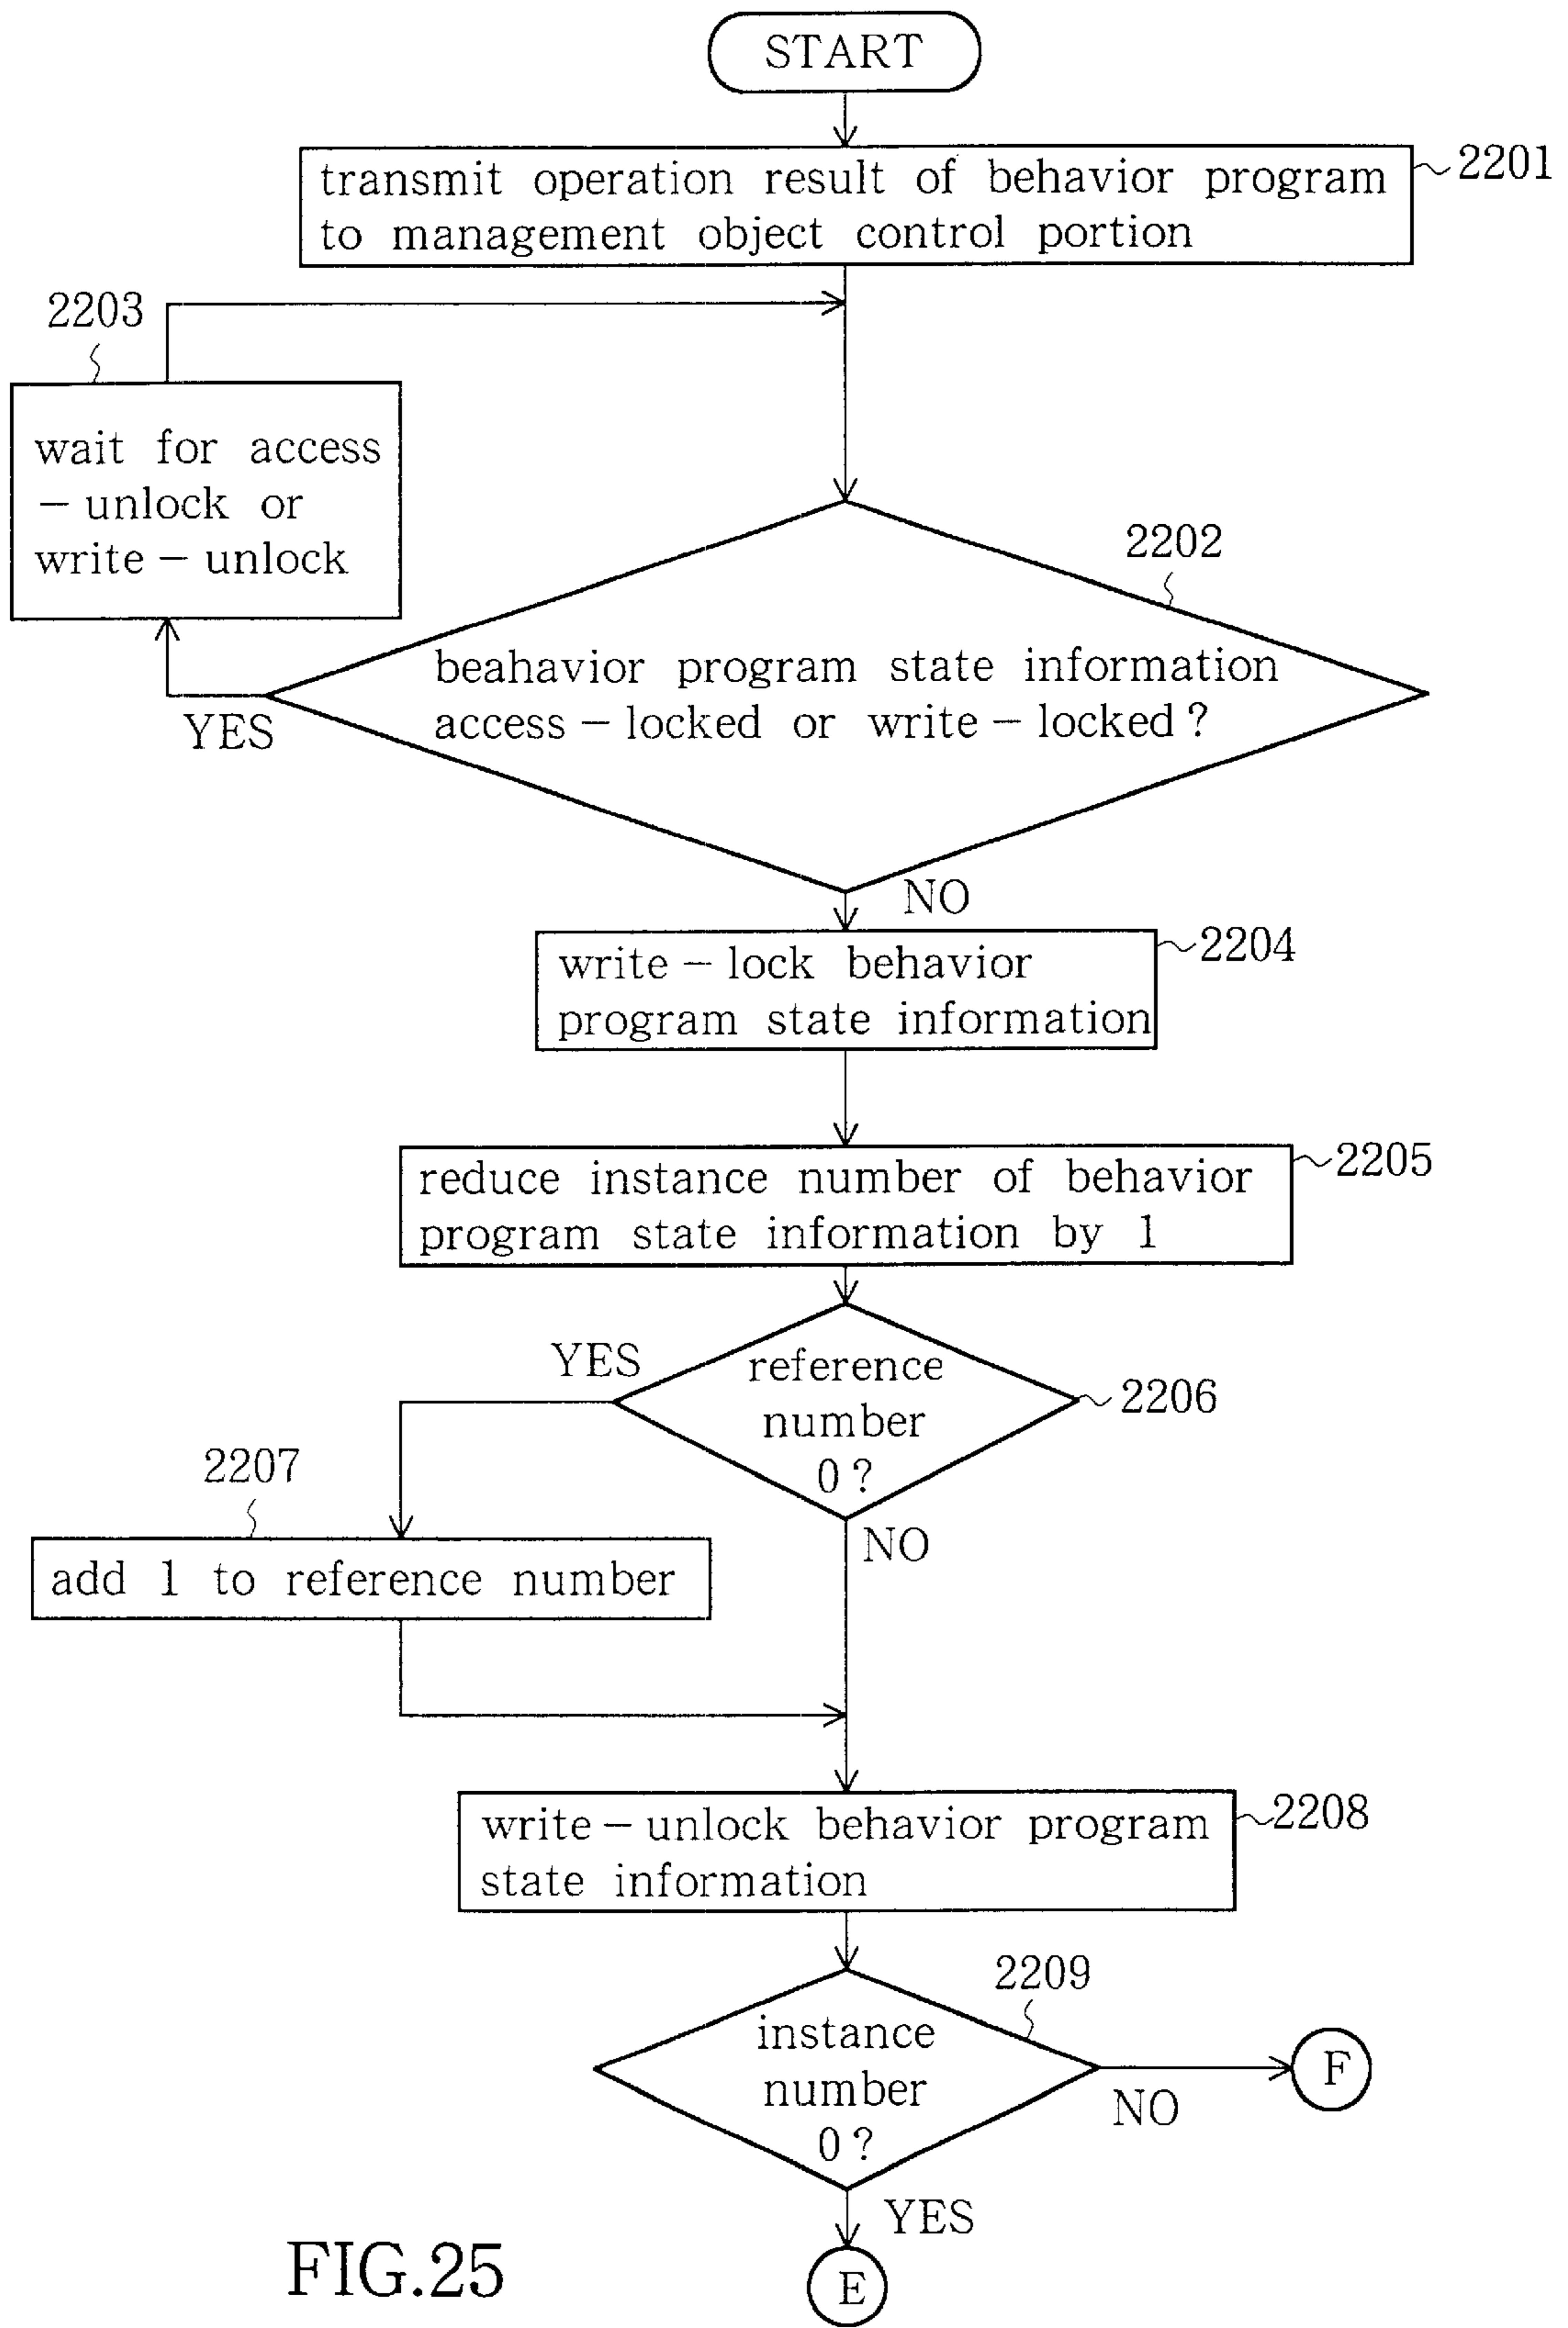 START
transmit operation result of behavior program
to management object control portion
2201
2203
wait for access
-unlock or
write-unlock
2202
beahavior program state information
access-locked or write-locked?
YES
NO
2204
write-lock behavior
program state information
2205
reduce instance number of behavior
program state information by 1
YES
reference
number
0?
2206
2207
NO
add 1 to reference number
2208
write-unlock behavior program
state information
2209
instance
number
0?
F
NO
YES
E
FIG.25